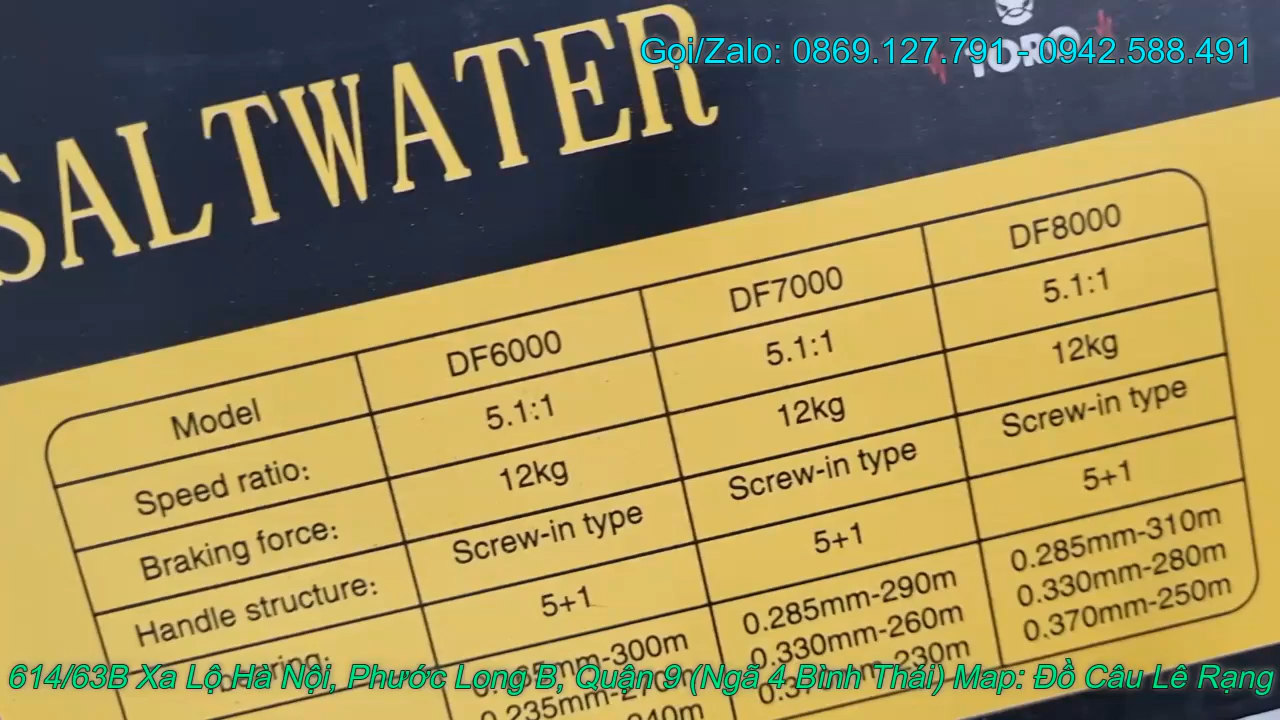 Gọi/Zalo: 0869.127.791 - 0942.588.491
TORO
SALTWATER
Model DF6000 DF7000 DF8000
Speed ratio: 5.1:1 5.1:1 5.1:1
Braking force: 12kg 12kg 12kg
Handle structure: Screw-in type Screw-in type Screw-in type
5+1 5+1 5+1
-300m 0.285mm-290m 0.285mm-310m
0.235mm-270m 0.330mm-260m 0.330mm-280m
240m -230m 0.370mm-250m
614/63B Xa Lộ Hà Nội, Phước Long B, Quận 9 (Ngã 4 Bình Thái) Map: Đồ Câu Lê Rạng